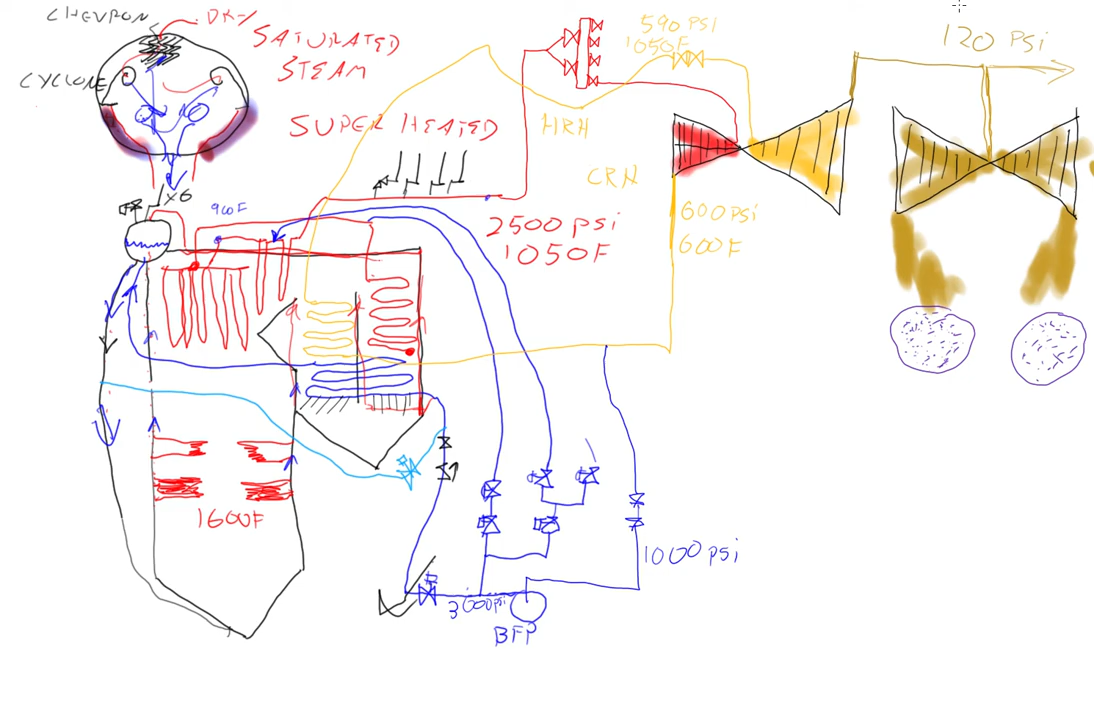 CHEVRON
DRY
SATURATED
STEAM
CYCLONE
SUPER HEATED
X6
900F
2500 PSI
1050F
590 PSI
1050F
HRH
CRH
600 PSI
600F
120 PSI
1600F
1000 PSI
3000PSI
BFP